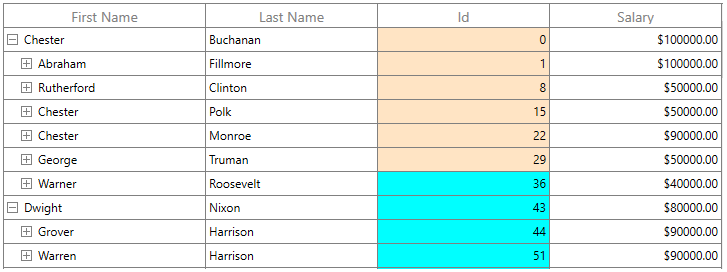 First Name Last Name Id Salary
Chester Buchanan 0 $100000.00
Abraham Fillmore 1 $100000.00
Rutherford Clinton 8 $50000.00
Chester Polk 15 $50000.00
Chester Monroe 22 $90000.00
George Truman 29 $50000.00
Warner Roosevelt 36 $40000.00
Dwight Nixon 43 $80000.00
Grover Harrison 44 $90000.00
Warren Harrison 51 $90000.00